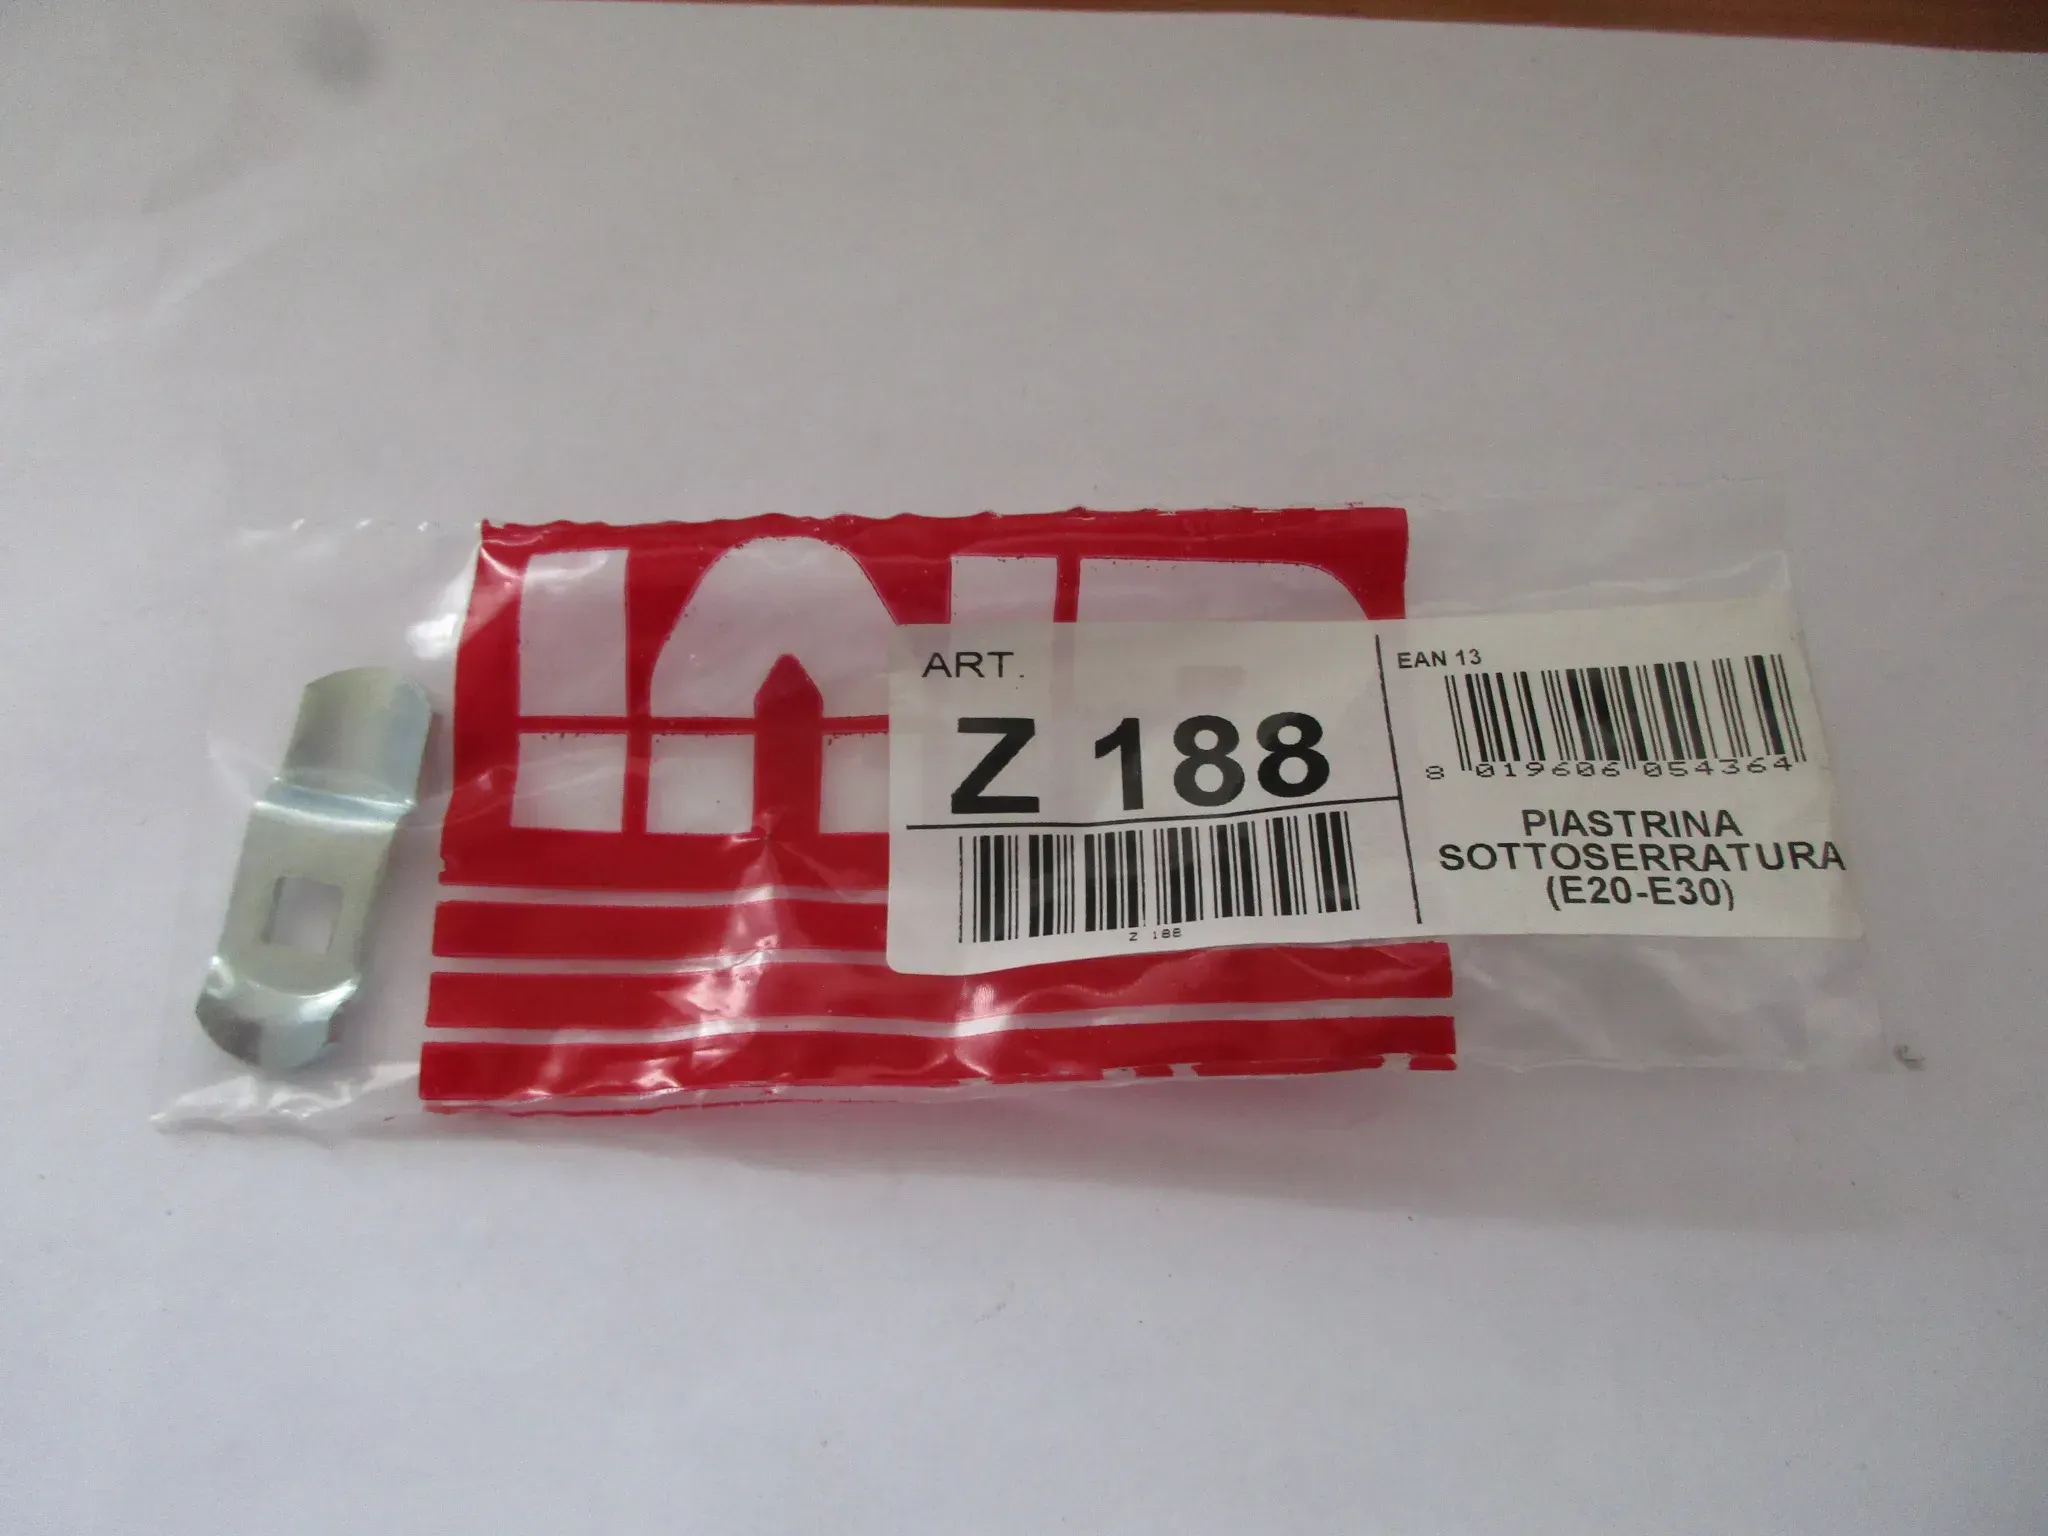 ART.
Z 188
Z 188
EAN 13
8 019606 054364
PIASTRINA
SOTTOSERRATURA
(E20-E30)